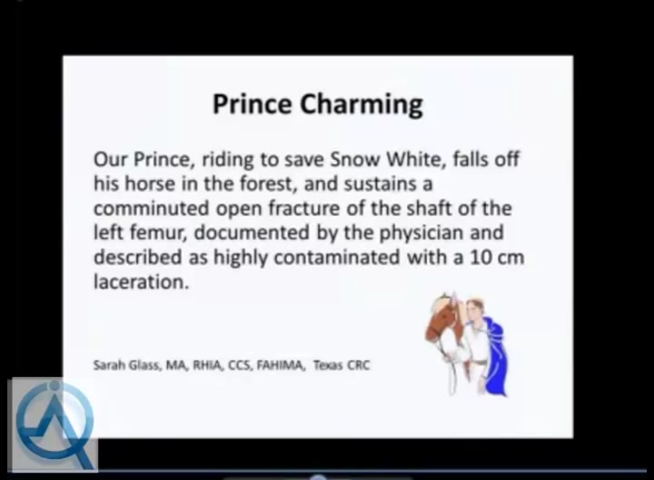 Prince Charming
Our Prince, riding to save Snow White, falls off
his horse in the forest, and sustains a
comminuted open fracture of the shaft of the
left femur, documented by the physician and
described as highly contaminated with a 10 cm
laceration.
Sarah Glass, MA, RHIA, CCS, FAHIMA, Texas CRC